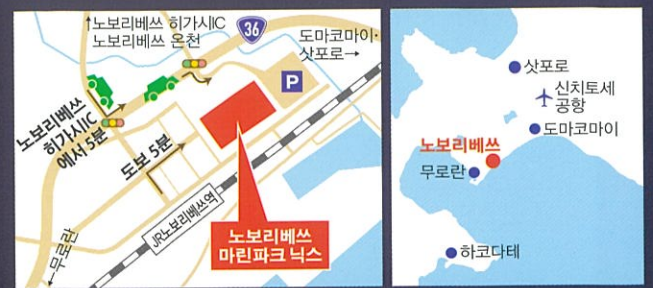 ↑노보리베쓰 히가시IC
노보리베쓰 온천
36
도마코마이·
삿포로→
P
노보리베쓰
히가시IC
에서 5분
도보 5분
JR노보리베쓰역
←무로란
노보리베쓰
마린파크 닉스
삿포로
신치토세
공항
도마코마이
노보리베쓰
무로란
하코다테